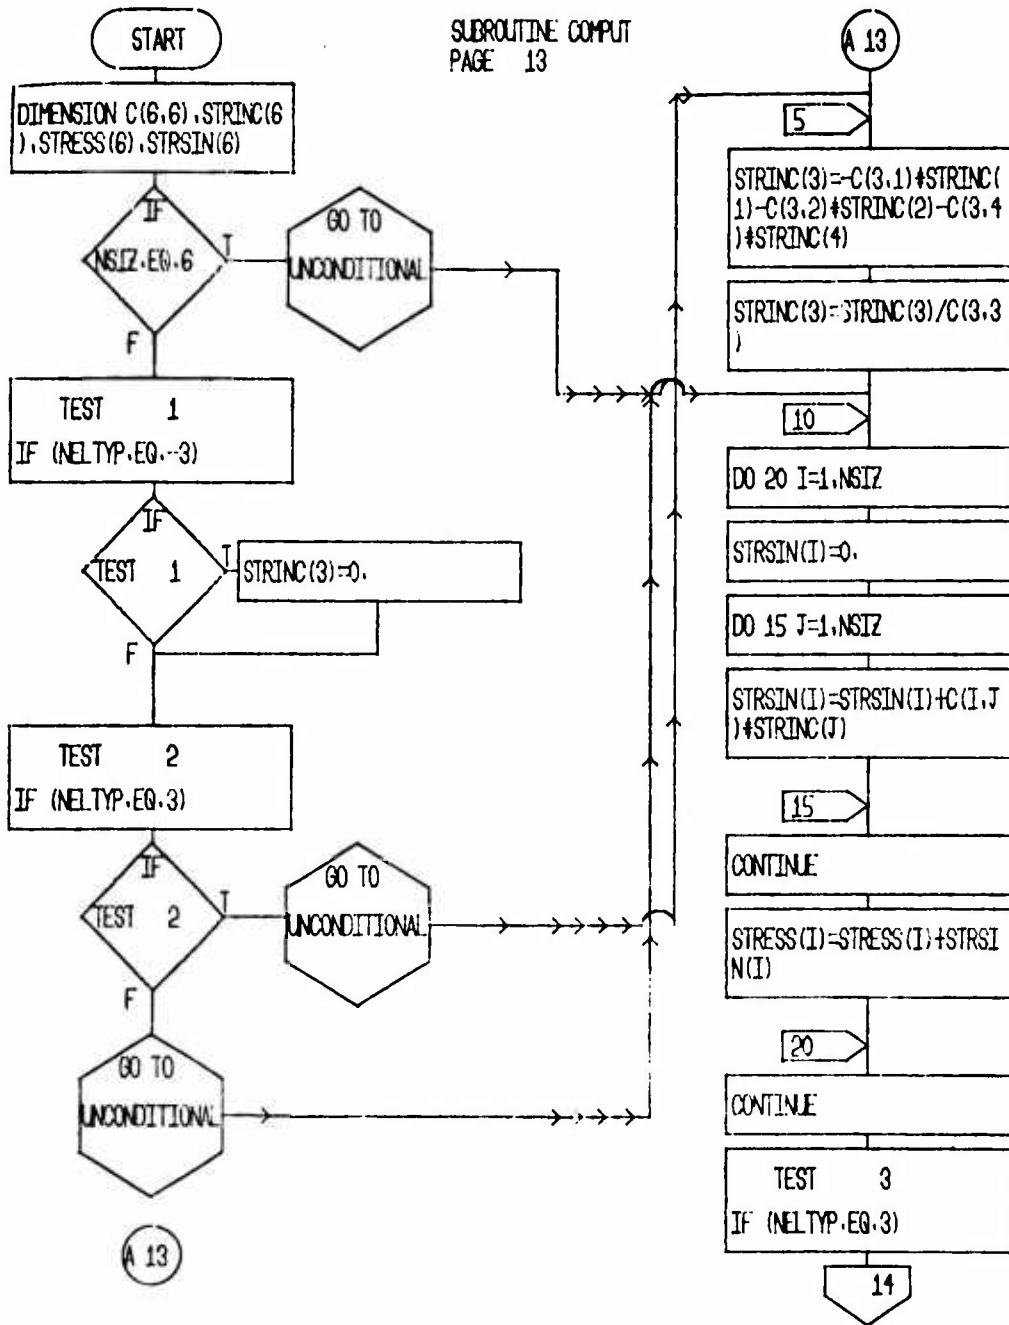 SUBROUTINE COMPUT
PAGE 13
START
DIMENSION C(6,6),STRINC(6
),STRESS(6),STRSIN(6)
IF
NSIZ.EQ.6
T
F
GO TO
UNCONDITIONAL
TEST 1
IF (NELTYP.EQ.-3)
IF
TEST 1
T
F
STRINC(3)=0.
TEST 2
IF (NELTYP.EQ.3)
IF
TEST 2
T
F
GO TO
UNCONDITIONAL
GO TO
UNCONDITIONAL
A 13
A 13
5
STRINC(3)=-C(3,1)*STRINC(
1)-C(3,2)*STRINC(2)-C(3,4
)*STRINC(4)
STRINC(3)=STRINC(3)/C(3,3
)
10
DO 20 I=1,NSIZ
STRSIN(I)=0.
DO 15 J=1,NSIZ
STRSIN(I)=STRSIN(I)+C(I,J
)*STRINC(J)
15
CONTINUE
STRESS(I)=STRESS(I)+STRSI
N(I)
20
CONTINUE
TEST 3
IF (NELTYP.EQ.3)
14